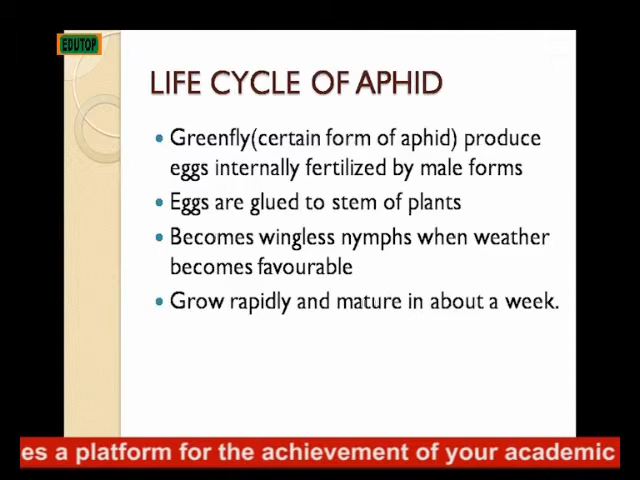 EDUTOP
LIFE CYCLE OF APHID
• Greenfly(certain form of aphid) produce
eggs internally fertilized by male forms
• Eggs are glued to stem of plants
• Becomes wingless nymphs when weather
becomes favourable
• Grow rapidly and mature in about a week.
es a platform for the achievement of your academic